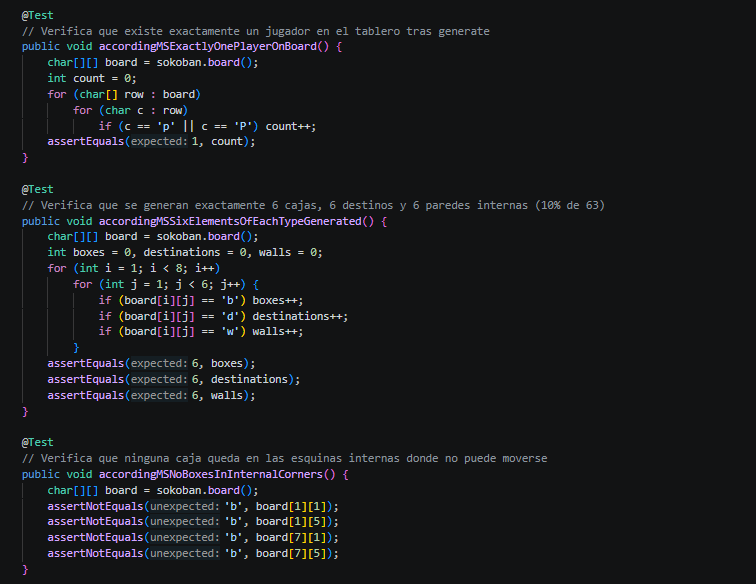 @Test
// Verifica que existe exactamente un jugador en el tablero tras generate
public void accordingMSExactlyOnePlayerOnBoard() {
char[][] board = sokoban.board();
int count = 0;
for (char[] row : board)
for (char c : row)
if (c == 'p' || c == 'P') count++;
assertEquals(expected: 1, count);
}
@Test
// Verifica que se generan exactamente 6 cajas, 6 destinos y 6 paredes internas (10% de 63)
public void accordingMSSixElementsOfEachTypeGenerated() {
char[][] board = sokoban.board();
int boxes = 0, destinations = 0, walls = 0;
for (int i = 1; i < 8; i++)
for (int j = 1; j < 6; j++) {
if (board[i][j] == 'b') boxes++;
if (board[i][j] == 'd') destinations++;
if (board[i][j] == 'w') walls++;
}
assertEquals(expected: 6, boxes);
assertEquals(expected: 6, destinations);
assertEquals(expected: 6, walls);
}
@Test
// Verifica que ninguna caja queda en las esquinas internas donde no puede moverse
public void accordingMSNoBoxesInInternalCorners() {
char[][] board = sokoban.board();
assertNotEquals(unexpected: 'b', board[1][1]);
assertNotEquals(unexpected: 'b', board[1][5]);
assertNotEquals(unexpected: 'b', board[7][1]);
assertNotEquals(unexpected: 'b', board[7][5]);
}